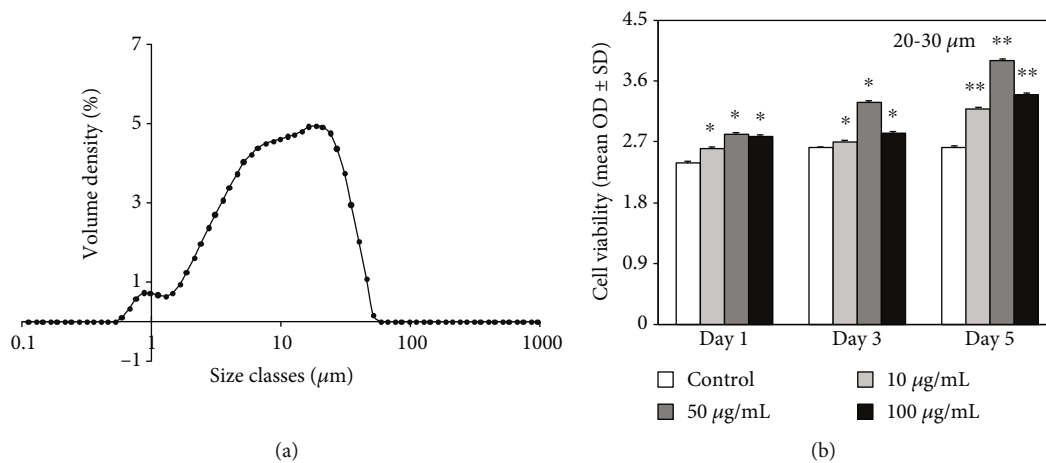 7
5
3
1
−1
0.1
1
10
100
1000
Volume density (%)
Size classes (μm)
(a)
4.5
3.6
2.7
1.8
0.9
0
Cell viability (mean OD ± SD)
20-30 μm
* * *
* * *
** ** **
Day 1
Day 3
Day 5
Control
10 μg/mL
50 μg/mL
100 μg/mL
(b)